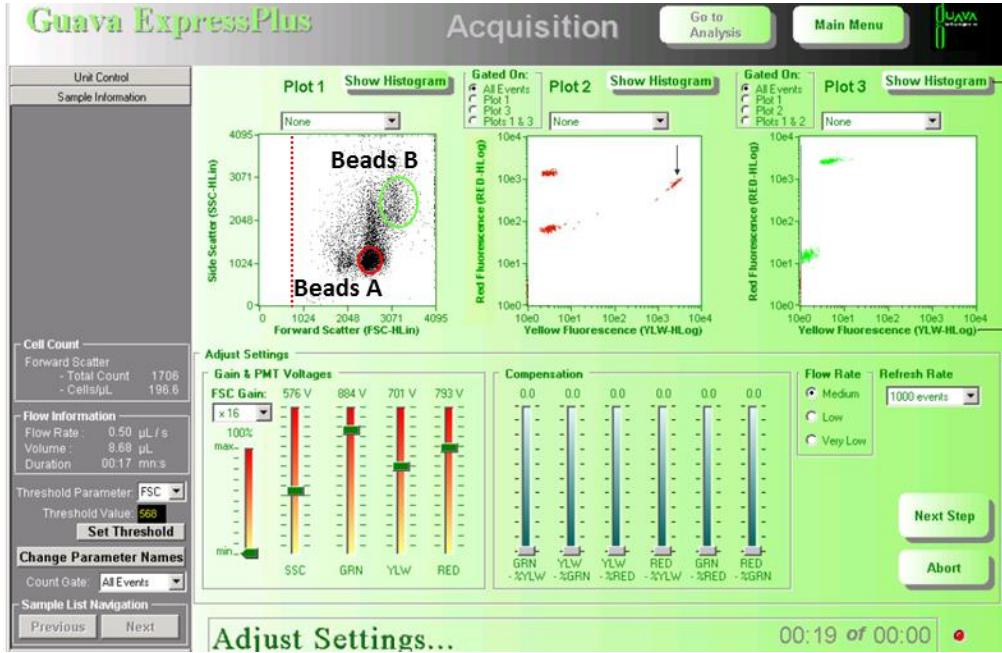 Guava ExpressPlus
Acquisition
Go to
Analysis
Main Menu
GUAVA
Unit Control
Sample Information
Plot 1
Show Histogram
None
Gated On:
All Events
Plot 1
Plot 3
Plots 1 & 3
Plot 2
Show Histogram
None
Gated On:
All Events
Plot 1
Plot 2
Plots 1 & 2
Plot 3
Show Histogram
None
Side Scatter (SSC-HLin)
4095
3071
2048
1024
0
Beads B
Beads A
0 1024 2048 3071 4095
Forward Scatter (FSC-HLin)
Red Fluorescence (RED-HLog)
10e4
10e3
10e2
10e1
10e0
10e0 10e1 10e2 10e3 10e4
Yellow Fluorescence (YLW-HLog)
Red Fluorescence (RED-HLog)
10e4
10e3
10e2
10e1
10e0
10e0 10e1 10e2 10e3 10e4
Yellow Fluorescence (YLW-HLog)
Cell Count
Forward Scatter
- Total Count 1706
- Cells/µL 196.6
Flow Information
Flow Rate : 0.50 µL / s
Volume : 8.68 µL
Duration 00:17 mn:s
Threshold Parameter: FSC
Threshold Value: 568
Set Threshold
Change Parameter Names
Count Gate: All Events
Sample List Navigation
Previous Next
Adjust Settings
Gain & PMT Voltages
FSC Gain: 576 V 884 V 701 V 793 V
x 16
100%
max
min
SSC GRN YLW RED
Compensation
0.0 0.0 0.0 0.0 0.0 0.0
GRN YLW YLW RED GRN RED
- %YLW - %GRN - %RED - %YLW - %RED - %GRN
Flow Rate
Medium
Low
Very Low
Refresh Rate
1000 events
Next Step
Abort
Adjust Settings...
00:19 of 00:00